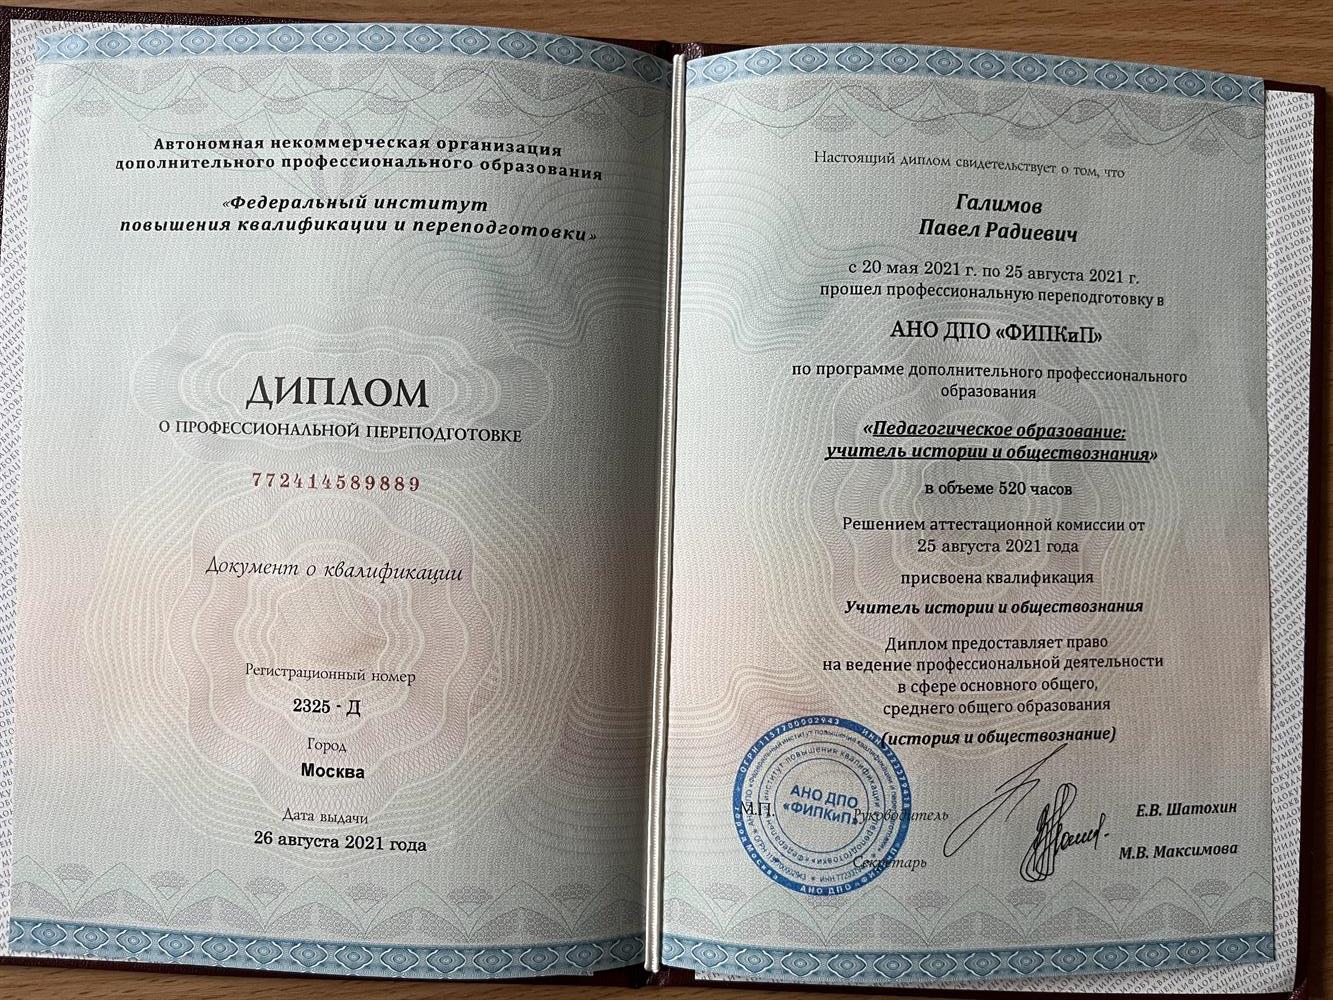 Автономная некоммерческая организация
дополнительного профессионального образования
«Федеральный институт
повышения квалификации и переподготовки»
ДИПЛОМ
О ПРОФЕССИОНАЛЬНОЙ ПЕРЕПОДГОТОВКЕ
772414589889
Документ о квалификации
Регистрационный номер
2325 - Д
Город
Москва
Дата выдачи
26 августа 2021 года
Настоящий диплом свидетельствует о том, что
Галимов
Павел Радиевич
с 20 мая 2021 г. по 25 августа 2021 г.
прошел профессиональную переподготовку в
АНО ДПО «ФИПКиП»
по программе дополнительного профессионального
образования
«Педагогическое образование:
учитель истории и обществознания»
в объеме 520 часов
Решением аттестационной комиссии от
25 августа 2021 года
присвоена квалификация
Учитель истории и обществознания
Диплом предоставляет право
на ведение профессиональной деятельности
в сфере основного общего,
среднего общего образования
(история и обществознание)
М.П.
Руководитель
Е.В. Шатохин
Секретарь
М.В. Максимова
АНО ДПО
«ФИПКиП»